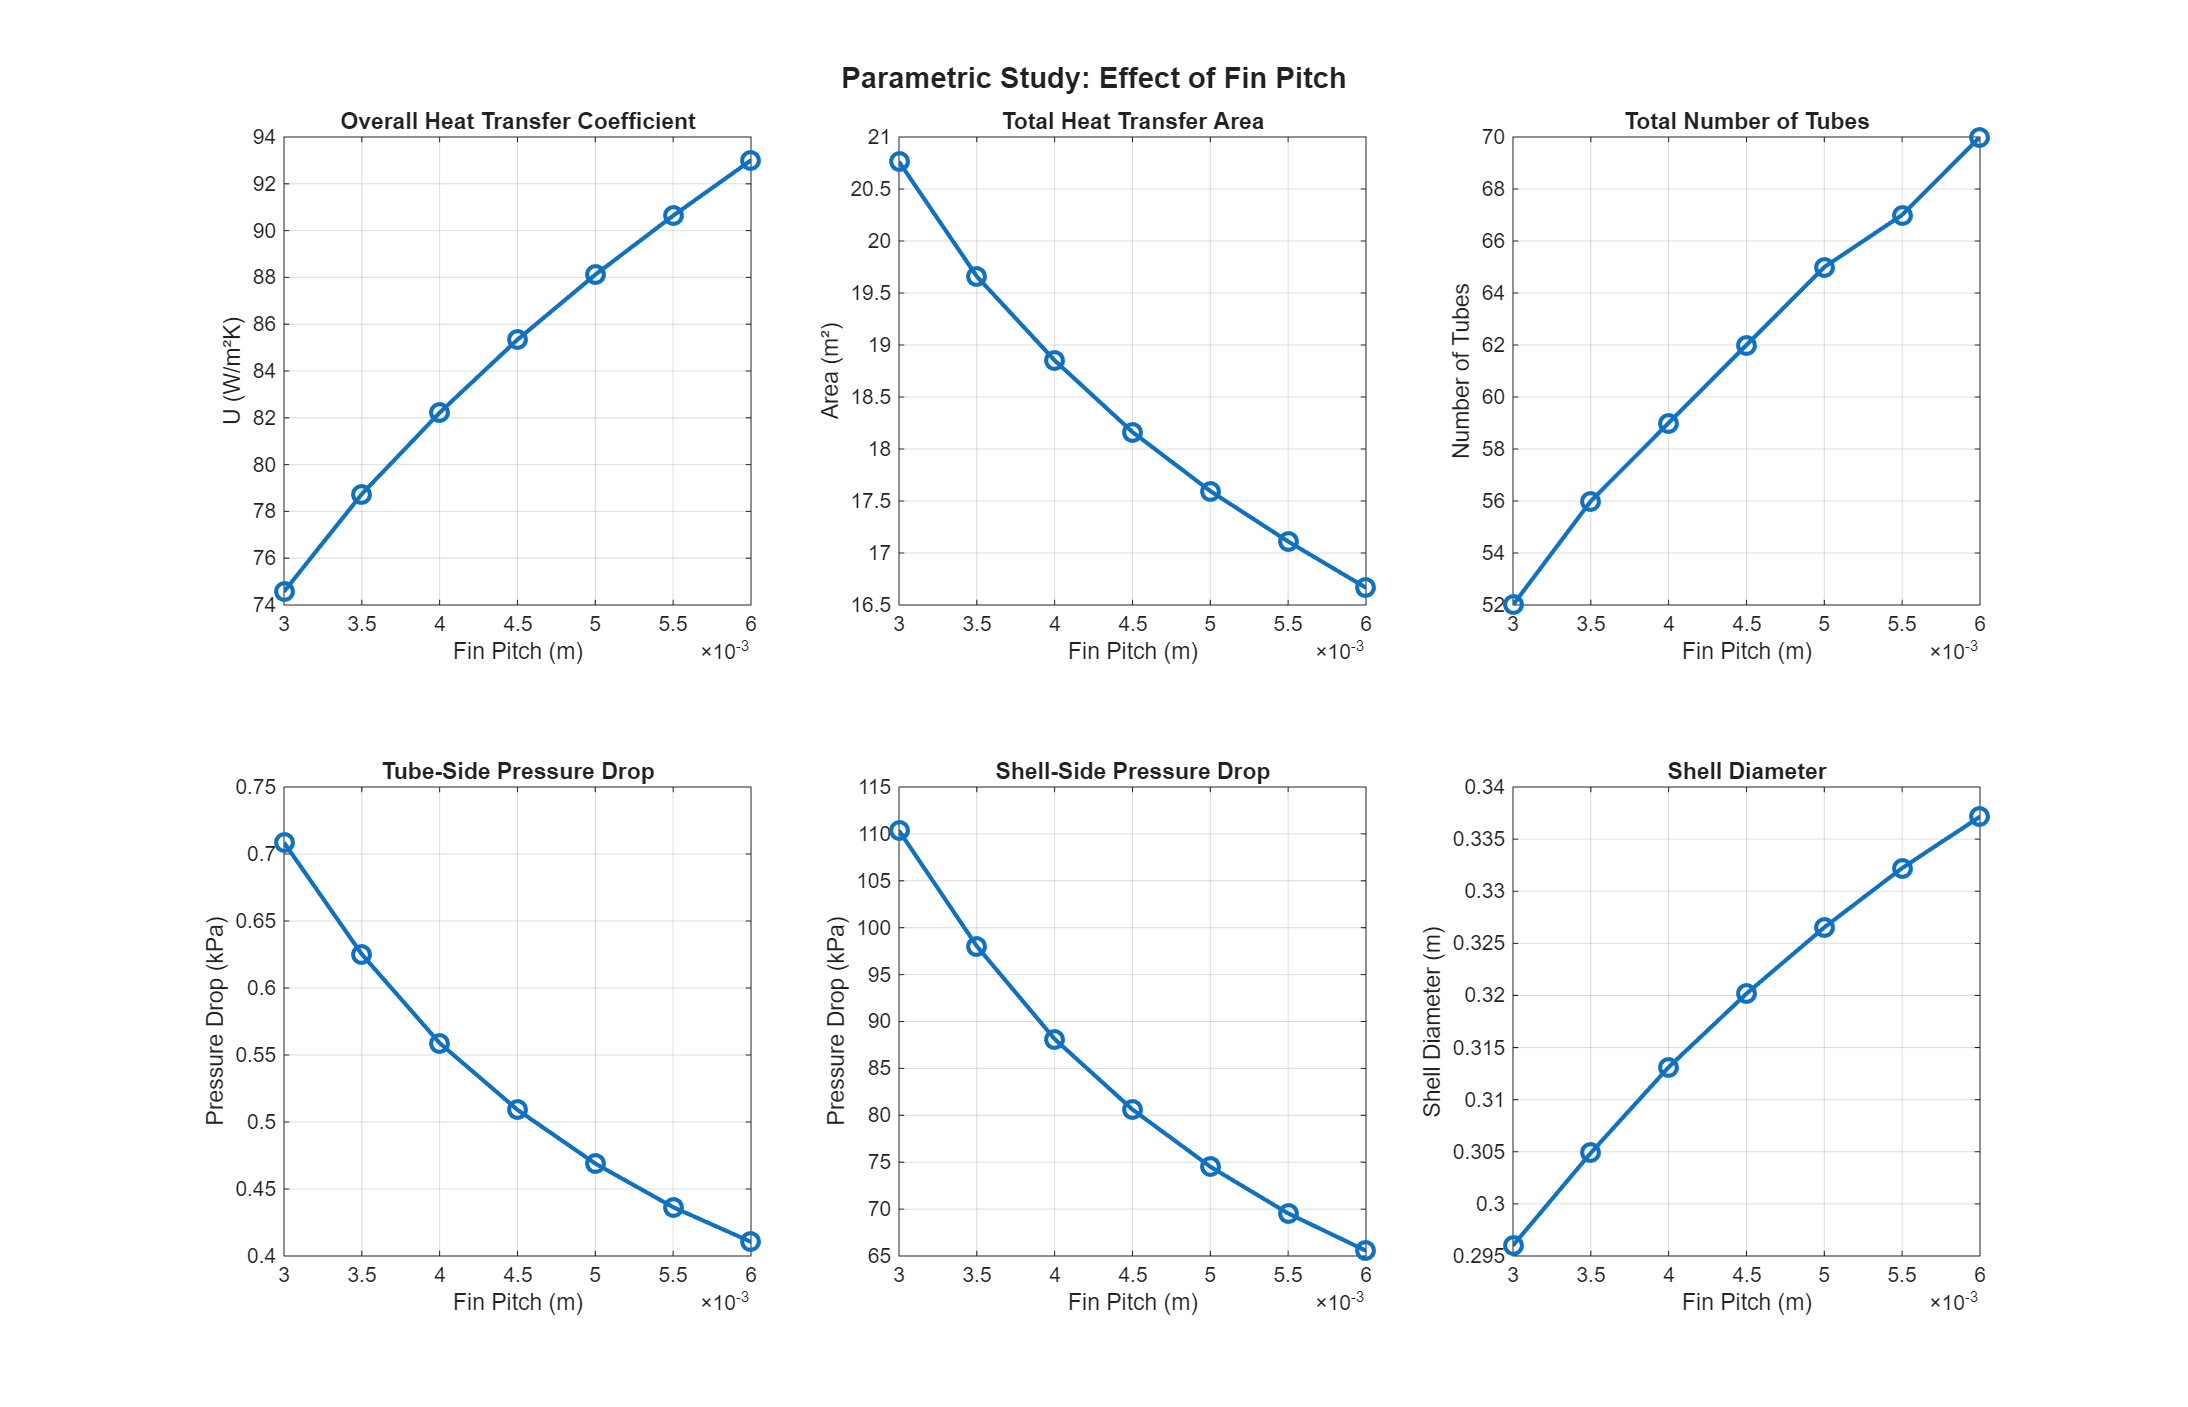 Parametric Study: Effect of Fin Pitch
Overall Heat Transfer Coefficient
94
92
90
88
86
84
82
80
78
76
74
U (W/m²K)
3 3.5 4 4.5 5 5.5 6
Fin Pitch (m) ×10⁻³
Total Heat Transfer Area
21
20.5
20
19.5
19
18.5
18
17.5
17
16.5
Area (m²)
3 3.5 4 4.5 5 5.5 6
Fin Pitch (m) ×10⁻³
Total Number of Tubes
70
68
66
64
62
60
58
56
54
52
Number of Tubes
3 3.5 4 4.5 5 5.5 6
Fin Pitch (m) ×10⁻³
Tube-Side Pressure Drop
0.75
0.7
0.65
0.6
0.55
0.5
0.45
0.4
Pressure Drop (kPa)
3 3.5 4 4.5 5 5.5 6
Fin Pitch (m) ×10⁻³
Shell-Side Pressure Drop
115
110
105
100
95
90
85
80
75
70
65
Pressure Drop (kPa)
3 3.5 4 4.5 5 5.5 6
Fin Pitch (m) ×10⁻³
Shell Diameter
0.34
0.335
0.33
0.325
0.32
0.315
0.31
0.305
0.3
0.295
Shell Diameter (m)
3 3.5 4 4.5 5 5.5 6
Fin Pitch (m) ×10⁻³